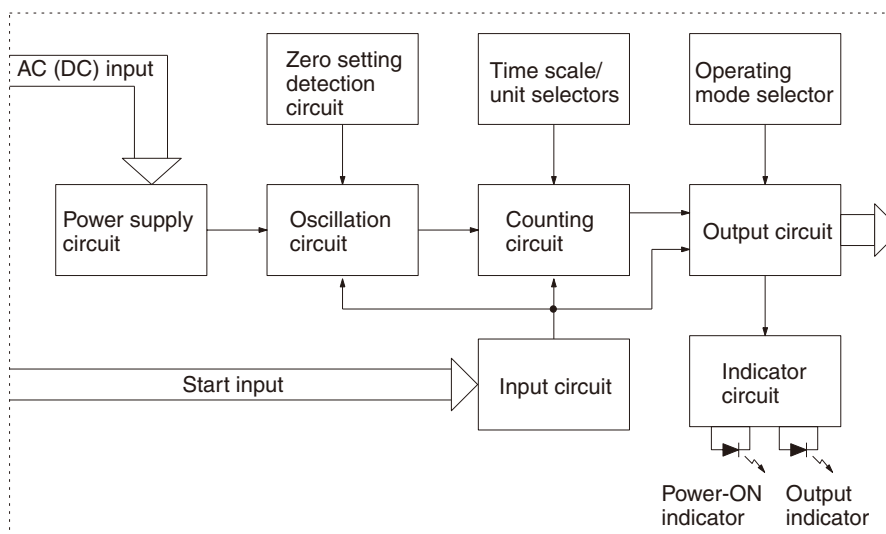 AC (DC) input
Zero setting
detection
circuit
Time scale/
unit selectors
Operating
mode selector
Power supply
circuit
Oscillation
circuit
Counting
circuit
Output circuit
Start input
Input circuit
Indicator
circuit
Power-ON
indicator
Output
indicator